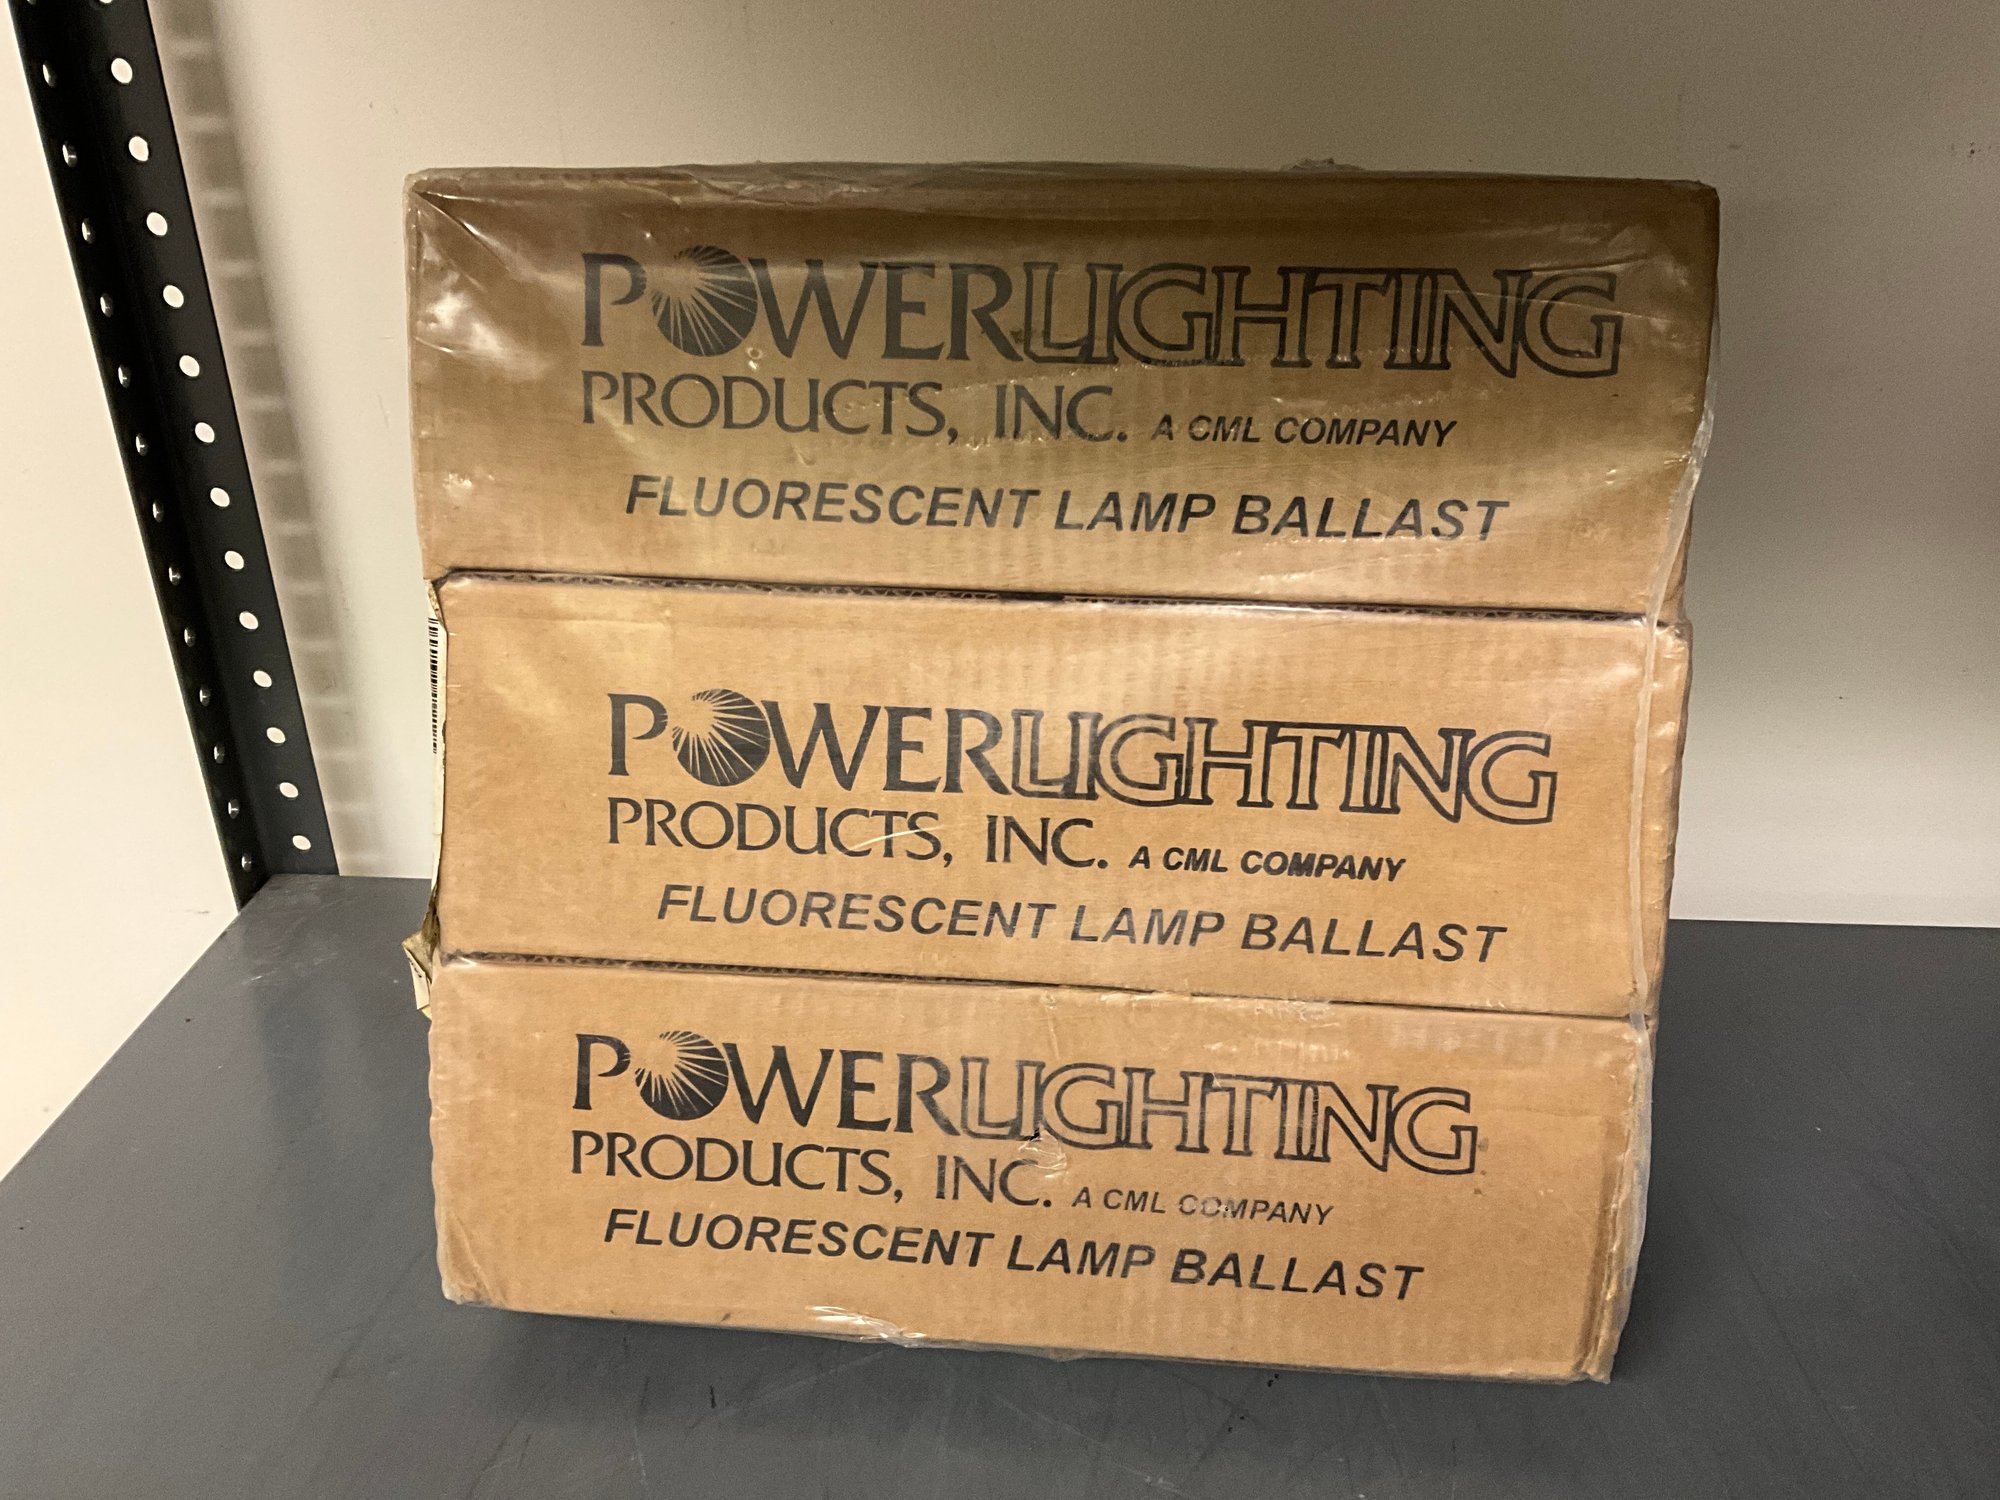 POWERLIGHTING
PRODUCTS, INC. A CML COMPANY
FLUORESCENT LAMP BALLAST
POWERLIGHTING
PRODUCTS, INC. A CML COMPANY
FLUORESCENT LAMP BALLAST
POWERLIGHTING
PRODUCTS, INC. A CML COMPANY
FLUORESCENT LAMP BALLAST